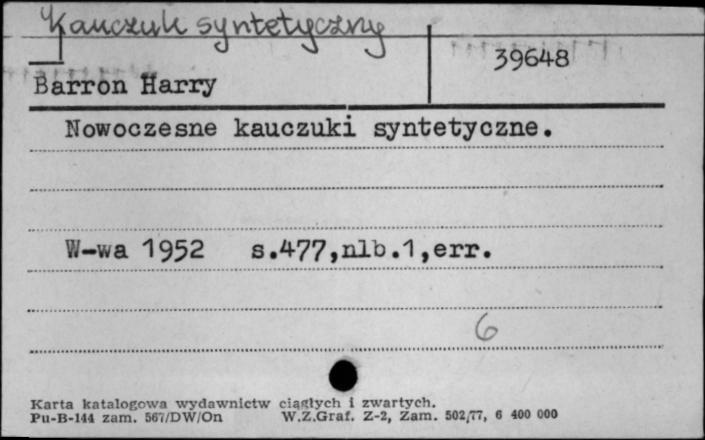 Kauczuk syntetyczny
39648
Barron Harry
Nowoczesne kauczuki syntetyczne.
W-wa 1952 s.477,nlb.1,err.
6
Karta katalogowa wydawnictw ciągłych i zwartych.
Pu-B-144 zam. 567/DW/On W.Z.Graf. Z-2, Zam. 502/77, 6 400 000